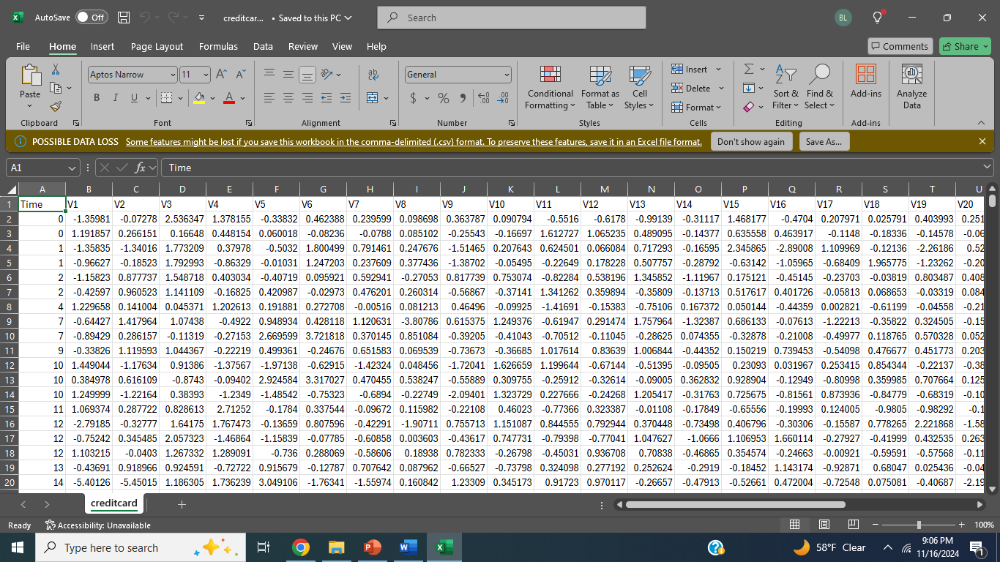 AutoSave Off creditcar... • Saved to this PC Search BL
File Home Insert Page Layout Formulas Data Review View Help Comments Share
Paste Aptos Narrow 11 General Conditional Formatting Format as Table Cell Styles Insert Delete Format Sort & Filter Find & Select Add-ins Analyze Data
B I U A $ % ab c
Clipboard Font Alignment Number Styles Cells Editing Add-ins
POSSIBLE DATA LOSS Some features might be lost if you save this workbook in the comma-delimited (.csv) format. To preserve these features, save it in an Excel file format. Don't show again Save As...
A1 fx Time
A B C D E F G H I J K L M N O P Q R S T U
1 Time V1 V2 V3 V4 V5 V6 V7 V8 V9 V10 V11 V12 V13 V14 V15 V16 V17 V18 V19 V20
2 0 -1.35981 -0.07278 2.536347 1.378155 -0.33832 0.462388 0.239599 0.098698 0.363787 0.090794 -0.5516 -0.6178 -0.99139 -0.31117 1.468177 -0.4704 0.207971 0.025791 0.403993 0.251
3 0 1.191857 0.266151 0.16648 0.448154 0.060018 -0.08236 -0.0788 0.085102 -0.25543 -0.16697 1.612727 1.065235 0.489095 -0.14377 0.635558 0.463917 -0.1148 -0.18336 -0.14578 -0.06
4 1 -1.35835 -1.34016 1.773209 0.37978 -0.5032 1.800499 0.791461 0.247676 -1.51465 0.207643 0.624501 0.066084 0.717293 -0.16595 2.345865 -2.89008 1.109969 -0.12136 -2.26186 0.52
5 1 -0.96627 -0.18523 1.792993 -0.86329 -0.01031 1.247203 0.237609 0.377436 -1.38702 -0.05495 -0.22649 0.178228 0.507757 -0.28792 -0.63142 -1.05965 -0.68409 1.965775 -1.23262 -0.20
6 2 -1.15823 0.877737 1.548718 0.403034 -0.40719 0.095921 0.592941 -0.27053 0.817739 0.753074 -0.82284 0.538196 1.345852 -1.11967 0.175121 -0.45145 -0.23703 -0.03819 0.803487 0.408
7 2 -0.42597 0.960523 1.141109 -0.16825 0.420987 -0.02973 0.476201 0.260314 -0.56867 -0.37141 1.341262 0.359894 -0.35809 -0.13713 0.517617 0.401726 -0.05813 0.068653 -0.03319 0.084
8 4 1.229658 0.141004 0.045371 1.202613 0.191881 0.272708 -0.00516 0.081213 0.46496 -0.09925 -1.41691 -0.15383 -0.75106 0.167372 0.050144 -0.44359 0.002821 -0.61199 -0.04558 -0.21
9 7 -0.64427 1.417964 1.07438 -0.4922 0.948934 0.428118 1.120631 -3.80786 0.615375 1.249376 -0.61947 0.291474 1.757964 -1.32387 0.686133 -0.07613 -1.22213 -0.35822 0.324505 -0.15
10 7 -0.89429 0.286157 -0.11319 -0.27153 2.669599 3.721818 0.370145 0.851084 -0.39205 -0.41043 -0.70512 -0.11045 -0.28625 0.074355 -0.32878 -0.21008 -0.49977 0.118765 0.570328 0.052
11 9 -0.33826 1.119593 1.044367 -0.22219 0.499361 -0.24676 0.651583 0.069539 -0.73673 -0.36685 1.017614 0.83639 1.006844 -0.44352 0.150219 0.739453 -0.54098 0.476677 0.451773 0.203
12 10 1.449044 -1.17634 0.91386 -1.37567 -1.97138 -0.62915 -1.42324 0.048456 -1.72041 1.626659 1.199644 -0.67144 -0.51395 -0.09505 0.23093 0.031967 0.253415 0.854344 -0.22137 -0.38
13 10 0.384978 0.616109 -0.8743 -0.09402 2.924584 3.317027 0.470455 0.538247 -0.55889 0.309755 -0.25912 -0.32614 -0.09005 0.362832 0.928904 -0.12949 -0.80998 0.359985 0.707664 0.125
14 10 1.249999 -1.22164 0.38393 -1.2349 -1.48542 -0.75323 -0.6894 -0.22749 -2.09401 1.323729 0.227666 -0.24268 1.205417 -0.31763 0.725675 -0.81561 0.873936 -0.84779 -0.68319 -0.10
15 11 1.069374 0.287722 0.828613 2.71252 -0.1784 0.337544 -0.09672 0.115982 -0.22108 0.46023 -0.77366 0.323387 -0.01108 -0.17849 -0.65556 -0.19993 0.124005 -0.9805 -0.98292 -0.1
16 12 -2.79185 -0.32777 1.64175 1.767473 -0.13659 0.807596 -0.42291 -1.90711 0.755713 1.151087 0.844555 0.792944 0.370448 -0.73498 0.406796 -0.30306 -0.15587 0.778265 2.221868 -1.58
17 12 -0.75242 0.345485 2.057323 -1.46864 -1.15839 -0.07785 -0.60858 0.003603 -0.43617 0.747731 -0.79398 -0.77041 1.047627 -1.0666 1.106953 1.660114 -0.27927 -0.41999 0.432535 0.263
18 12 1.103215 -0.0403 1.267332 1.289091 -0.736 0.288069 -0.58606 0.18938 0.782333 -0.26798 -0.45031 0.936708 0.70838 -0.46865 0.354574 -0.24663 -0.00921 -0.59591 -0.57568 -0.11
19 13 -0.43691 0.918966 0.924591 -0.72722 0.915679 -0.12787 0.707642 0.087962 -0.66527 -0.73798 0.324098 0.277192 0.252624 -0.2919 -0.18452 1.143174 -0.92871 0.68047 0.025436 -0.04
20 14 -5.40126 -5.45015 1.186305 1.736239 3.049106 -1.76341 -1.55974 0.160842 1.23309 0.345173 0.91723 0.970117 -0.26657 -0.47913 -0.52661 0.472004 -0.72548 0.075081 -0.40687 -2.19
creditcard
Ready Accessibility: Unavailable 100%
Type here to search 58°F Clear 9:06 PM
11/16/2024 1